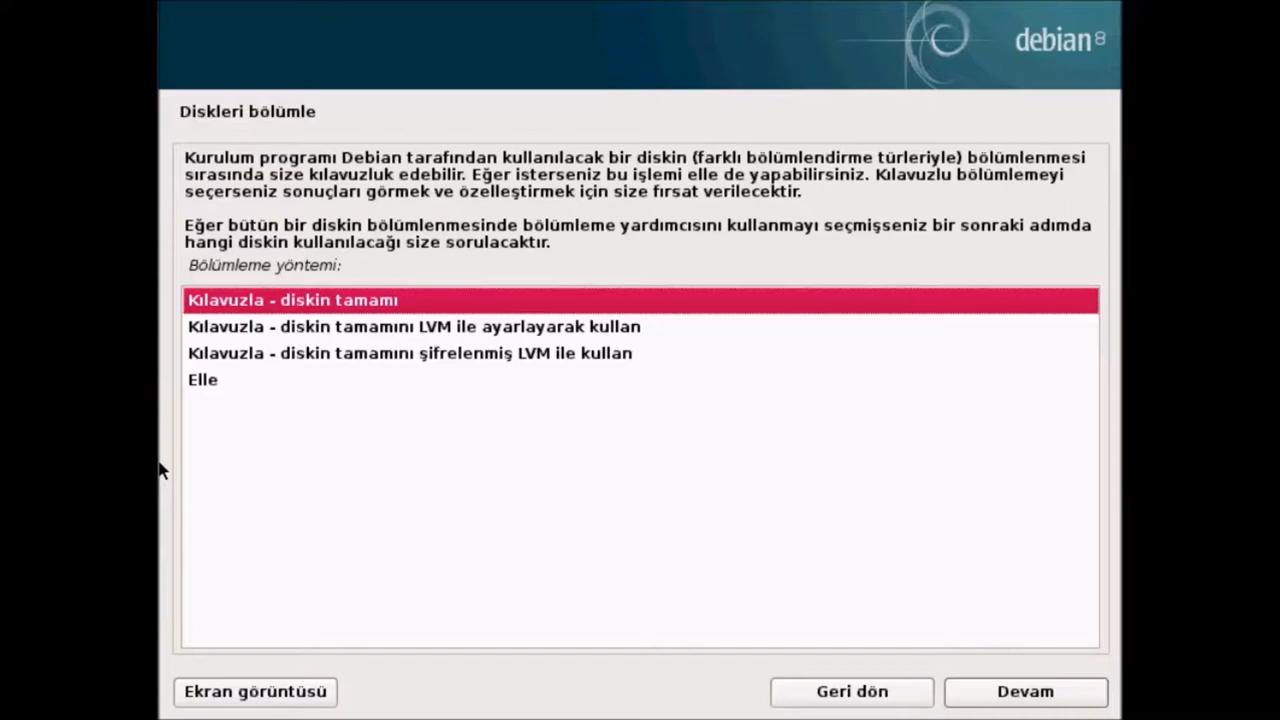 debian 8
Diskleri bölümle
Kurulum programı Debian tarafından kullanılacak bir diskin (farklı bölümlendirme türleriyle) bölümlenmesi
sırasında size kılavuzluk edebilir. Eğer isterseniz bu işlemi elle de yapabilirsiniz. Kılavuzlu bölümlemeyi
seçerseniz sonuçları görmek ve özelleştirmek için size fırsat verilecektir.
Eğer bütün bir diskin bölümlenmesinde bölümleme yardımcısını kullanmayı seçmişseniz bir sonraki adımda
hangi diskin kullanılacağı size sorulacaktır.
Bölümleme yöntemi:
Kılavuzla - diskin tamamı
Kılavuzla - diskin tamamını LVM ile ayarlayarak kullan
Kılavuzla - diskin tamamını şifrelenmiş LVM ile kullan
Elle
Ekran görüntüsü
Geri dön
Devam